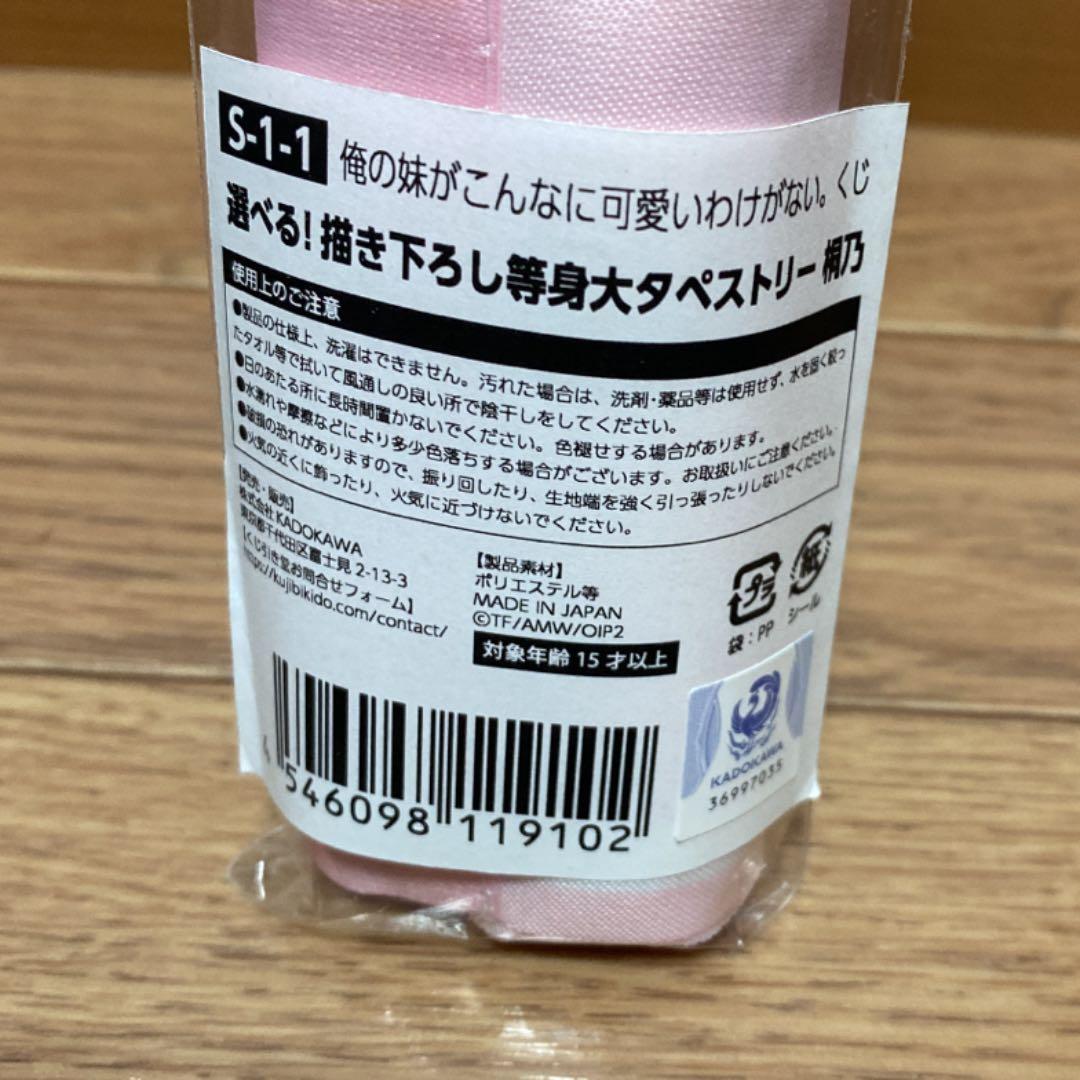 S-1-1
俺の妹がこんなに可愛いわけがない。くじ
選べる!描き下ろし等身大タペストリー 桐乃
使用上のご注意
●製品の仕様上、洗濯はできません。汚れた場合は、洗剤・薬品等は使用せず、水を固く絞っ
たタオル等で拭いて風通しの良い所で陰干しをしてください。
●日のあたる所に長時間置かないでください。色褪せする場合があります。
●水濡れや摩擦などにより多少色落ちする場合がございます。お取扱いにご注意ください。
●破損の恐れがありますので、振り回したり、生地端を強く引っ張ったりしないでください。
●火気の近くに飾ったり、火気に近づけないでください。
【発売・販売】
株式会社KADOKAWA
東京都千代田区富士見 2-13-3
【くじ引き堂お問合せフォーム】
https://kujibikido.com/contact/
【製品素材】
ポリエステル等
MADE IN JAPAN
©TF/AMW/OIP2
対象年齢 15 才以上
プラ
袋:PP
紙
シール
KADOKAWA
36997035
4 546098 119102